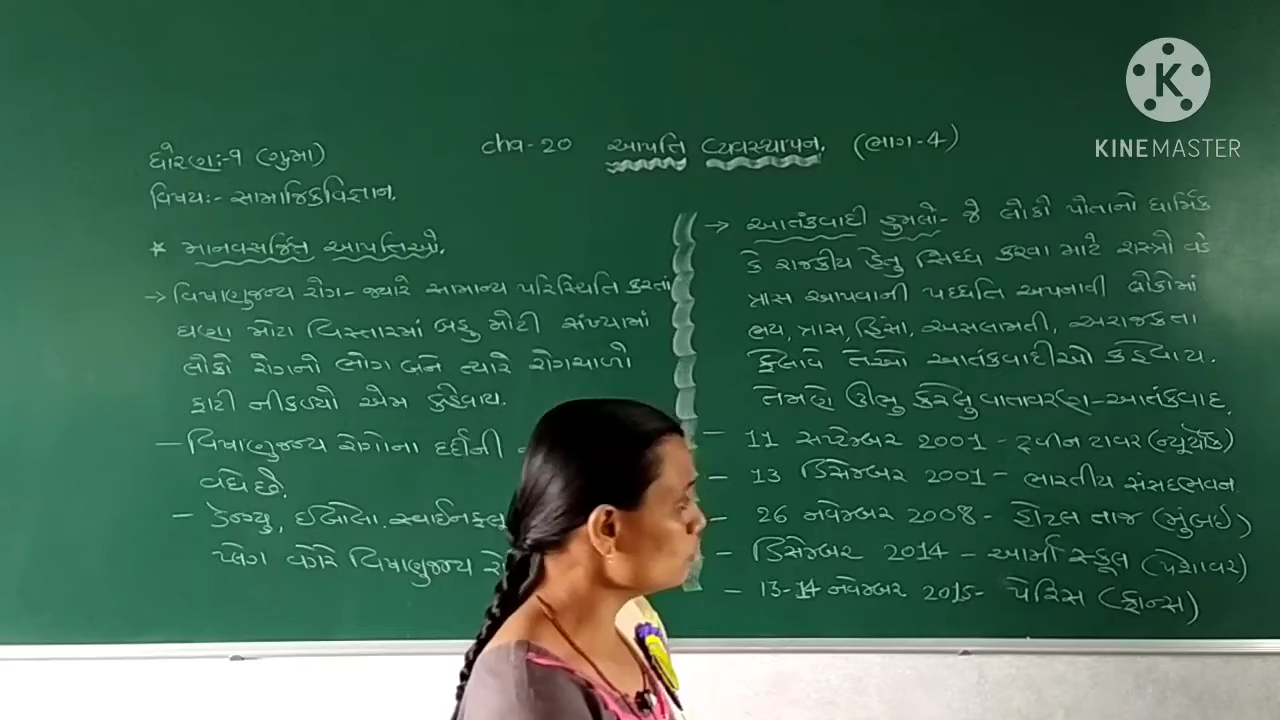 ધોરણ:-૧ (શુમા)
વિષય:- સામાજિકવિજ્ઞાન.
cha-20 આપત્તિ વ્યવસ્થાપન. (ભાગ-4)
* માનવસર્જિત આપત્તિઓ.
→ વિષાણુજન્ય રોગ - જ્યારે સામાન્ય પરિસ્થિતિ કરતાં
ઘણા મોટા વિસ્તારમાં બહુ મોટી સંખ્યામાં
લોકો રોગનો ભોગ બને ત્યારે રોગચાળો
ફાટી નીકળ્યો એમ કહેવાય.
- વિષાણુજન્ય રોગોના દર્દીની
વધે છે.
- ડેન્ગ્યુ, ઈબોલા, સ્વાઈનફ્લુ
પ્લેગ વગેરે વિષાણુજન્ય રો
→ આતંકવાદી હુમલો - જે લોકો પોતાનો ધાર્મિક
કે રાજકીય હેતુ સિધ્ધ કરવા માટે શસ્ત્રો વડે
ત્રાસ આપવાની પધ્ધતિ અપનાવી લોકોમાં
ભય, ત્રાસ, હિંસા, અસલામતી, અરાજકતા
ફેલાવે તેઓ આતંકવાદીઓ કહેવાય.
તેમણે ઊભુ કરેલુ વાતાવરણ - આતંકવાદ.
- 11 સપ્ટેમ્બર 2001 - ટ્વીન ટાવર (ન્યૂયોર્ક)
- 13 ડિસેમ્બર 2001 - ભારતીય સંસદભવન
- 26 નવેમ્બર 2008 - હોટલ તાજ (મુંબઈ)
- ડિસેમ્બર 2014 - આર્મી સ્કૂલ (પેશાવર)
- 13-14 નવેમ્બર 2015 - પેરિસ (ફ્રાન્સ)
K
KINEMASTER